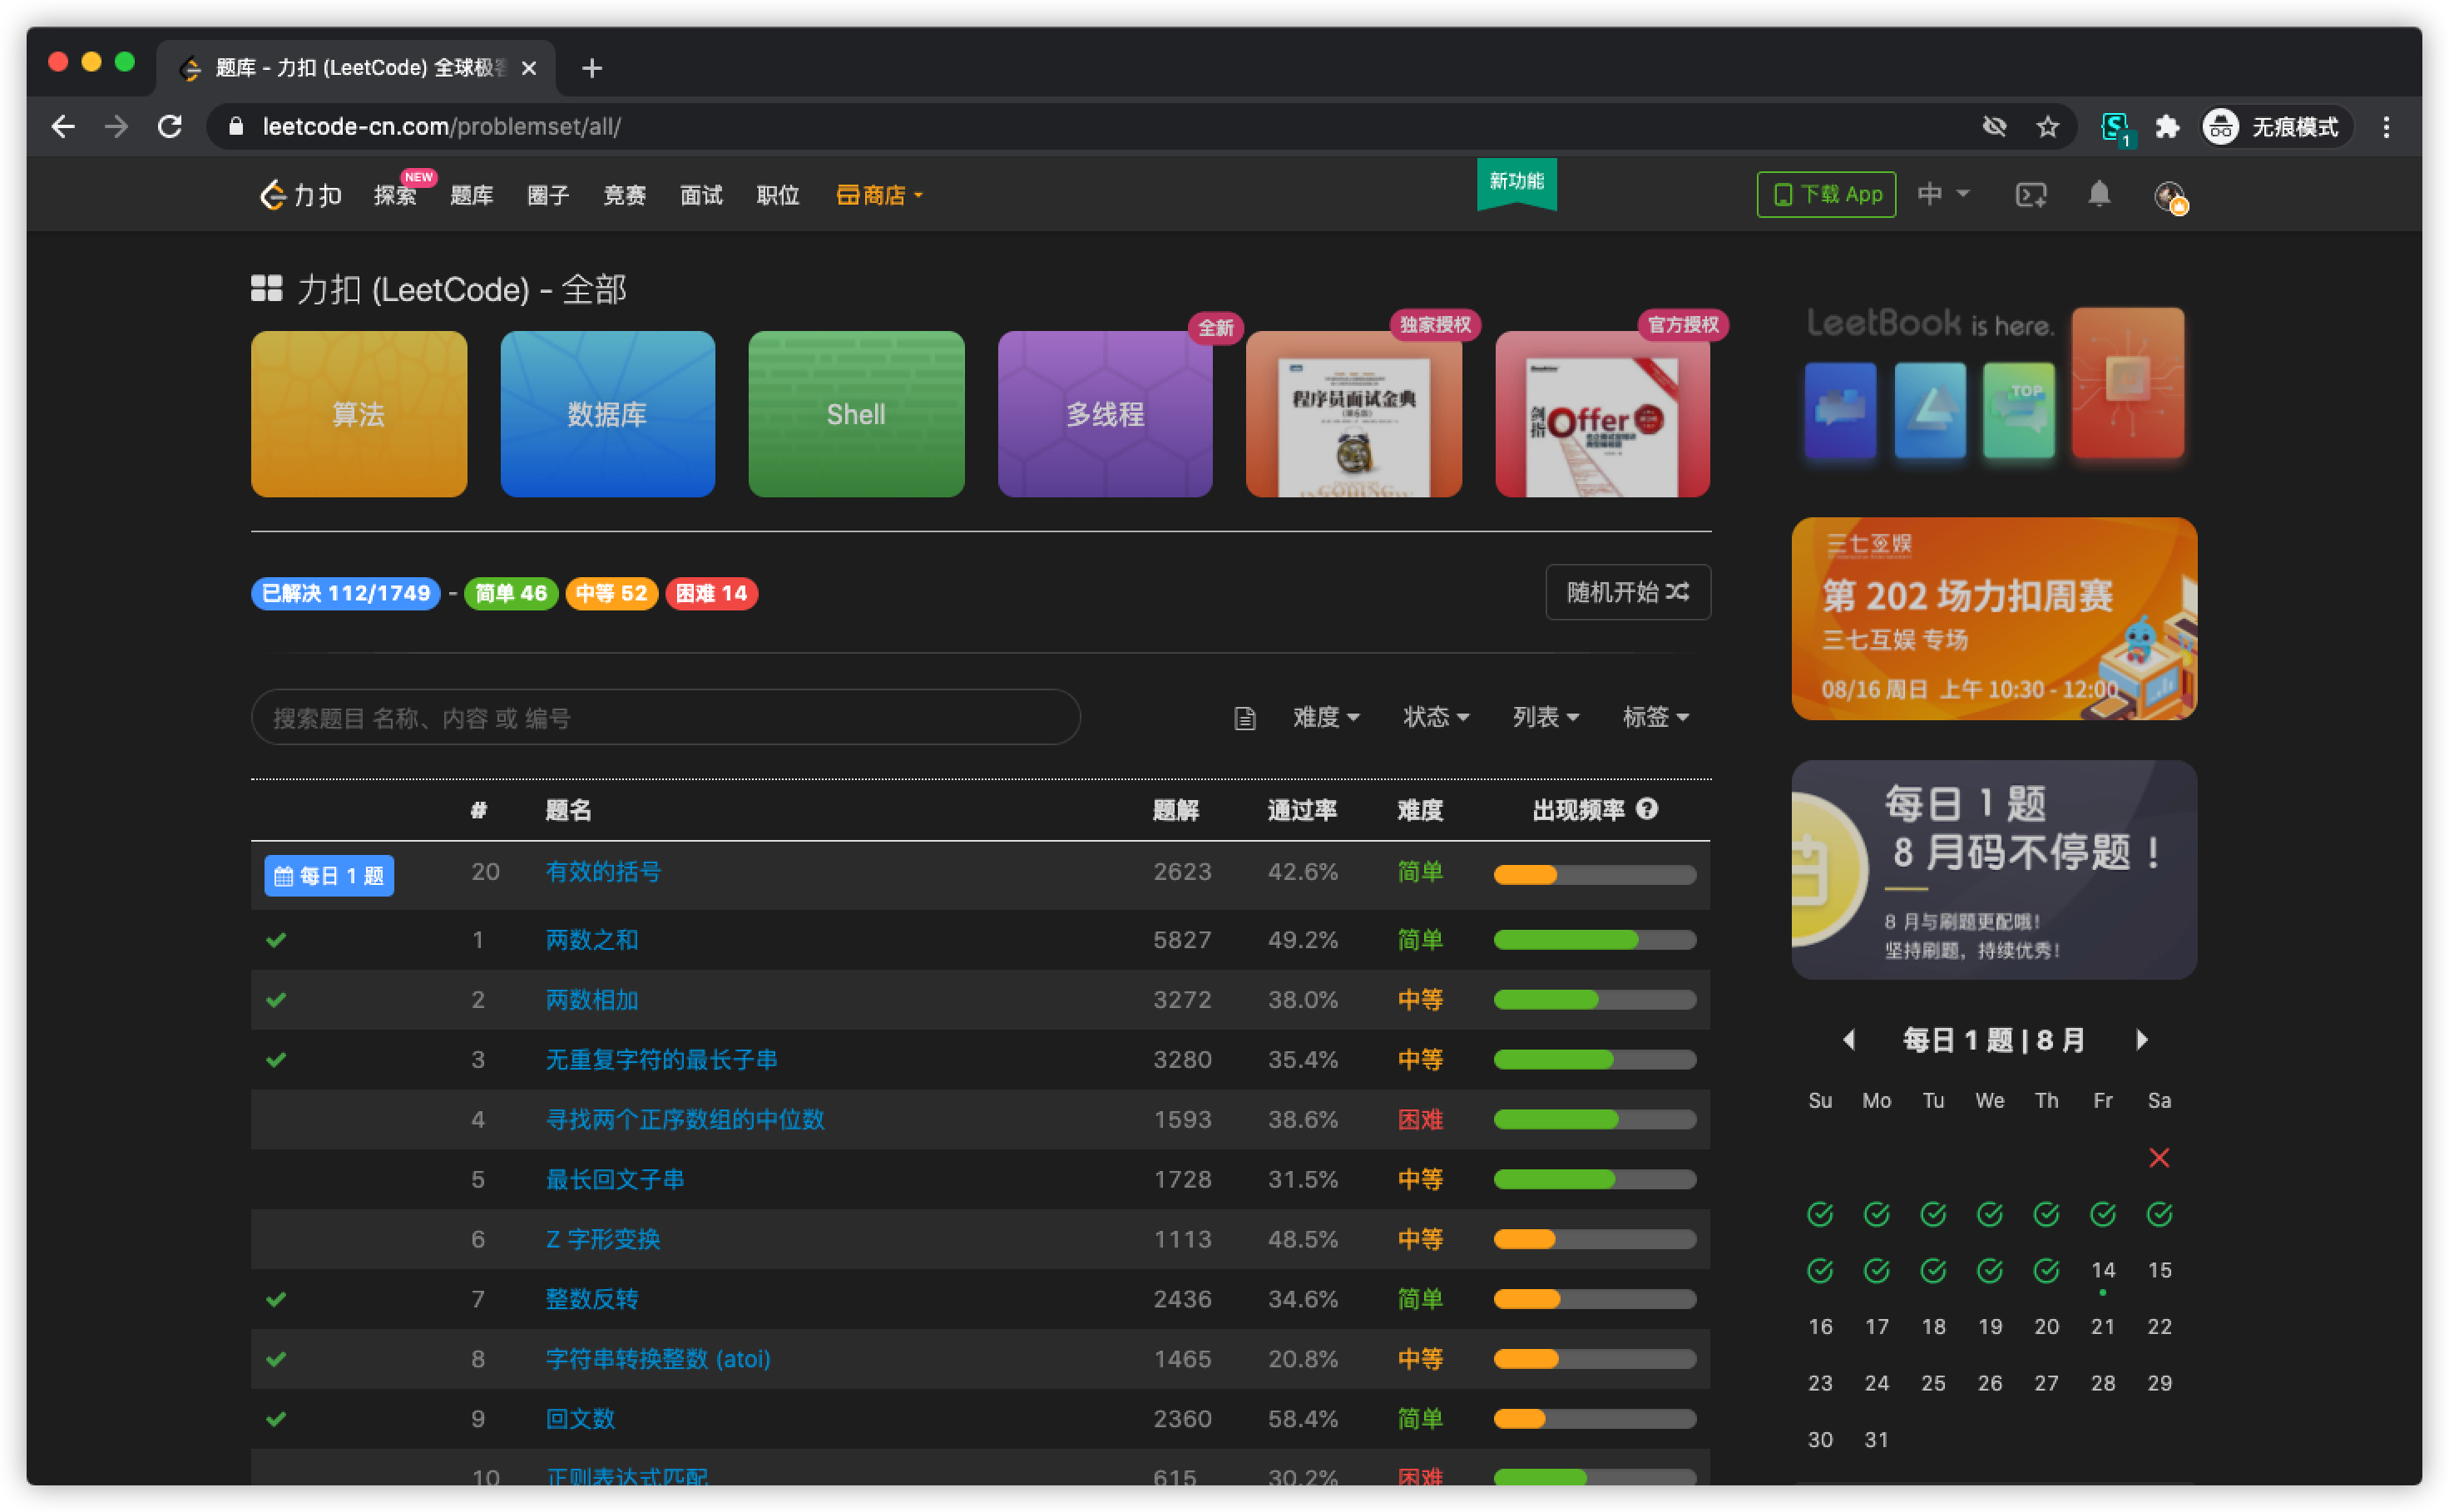 题库 - 力扣 (LeetCode) 全球极客
leetcode-cn.com/problemset/all/
1
无痕模式
力扣
探索
NEW
题库
圈子
竞赛
面试
职位
商店
新功能
下载 App
中
力扣 (LeetCode) - 全部
算法
数据库
Shell
多线程
全新
独家授权
程序员面试金典
(第6版)
官方授权
剑指
Offer
LeetBook is here.
TOP
三七互娱
第 202 场力扣周赛
三七互娱 专场
08/16 周日 上午 10:30 - 12:00
已解决 112/1749 - 简单 46 中等 52 困难 14
随机开始
搜索题目 名称、内容 或 编号
难度 状态 列表 标签
# 题名 题解 通过率 难度 出现频率
每日 1 题 20 有效的括号 2623 42.6% 简单
1 两数之和 5827 49.2% 简单
2 两数相加 3272 38.0% 中等
3 无重复字符的最长子串 3280 35.4% 中等
4 寻找两个正序数组的中位数 1593 38.6% 困难
5 最长回文子串 1728 31.5% 中等
6 Z 字形变换 1113 48.5% 中等
7 整数反转 2436 34.6% 简单
8 字符串转换整数 (atoi) 1465 20.8% 中等
9 回文数 2360 58.4% 简单
10 正则表达式匹配 615 30.2% 困难
每日 1 题
8 月码不停题！
8 月与刷题更配哦!
坚持刷题，持续优秀!
每日 1 题 | 8 月
Su Mo Tu We Th Fr Sa
14 15
16 17 18 19 20 21 22
23 24 25 26 27 28 29
30 31